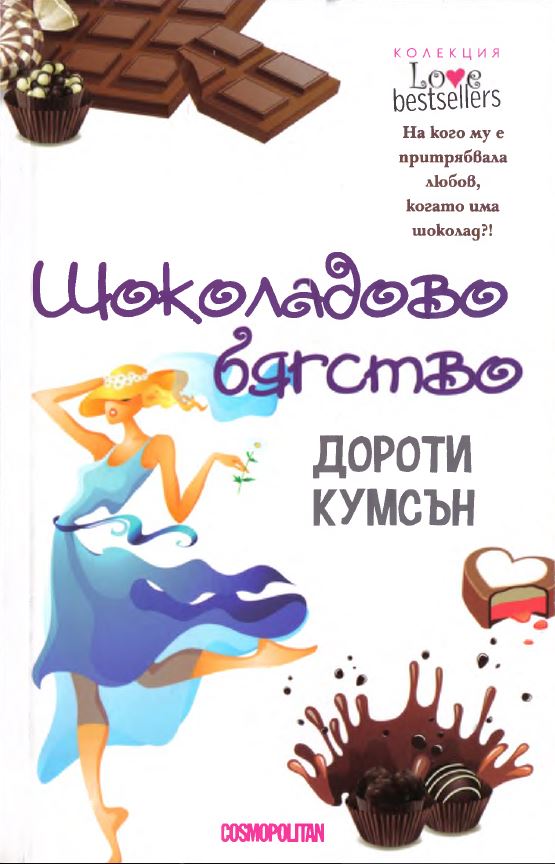 КОЛЕКЦИЯ
Love
bestsellers
На кого му е
притрябвала
любов,
когато има
шоколад?!
Шоколадово
бягство
ДОРОТИ
КУМСЪН
COSMOPOLITAN